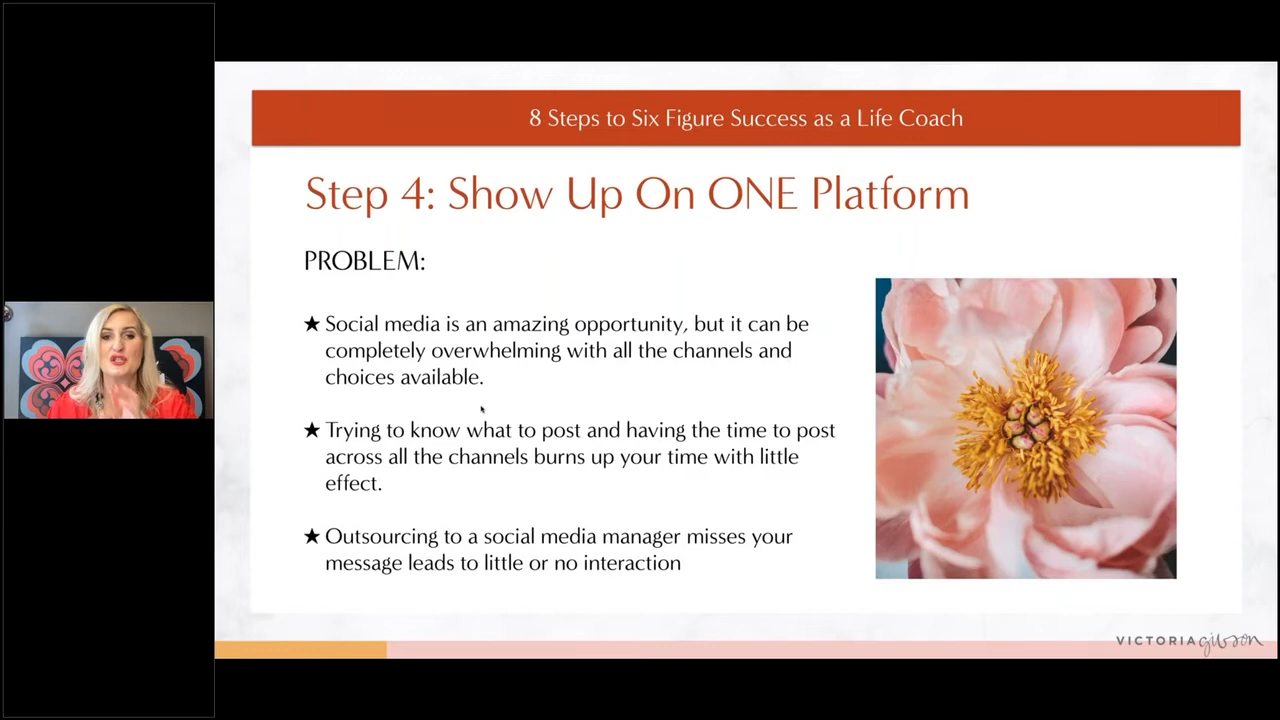 8 Steps to Six Figure Success as a Life Coach
Step 4: Show Up On ONE Platform
PROBLEM:
★ Social media is an amazing opportunity, but it can be
completely overwhelming with all the channels and
choices available.
★ Trying to know what to post and having the time to post
across all the channels burns up your time with little
effect.
★ Outsourcing to a social media manager misses your
message leads to little or no interaction
VICTORIA gibson